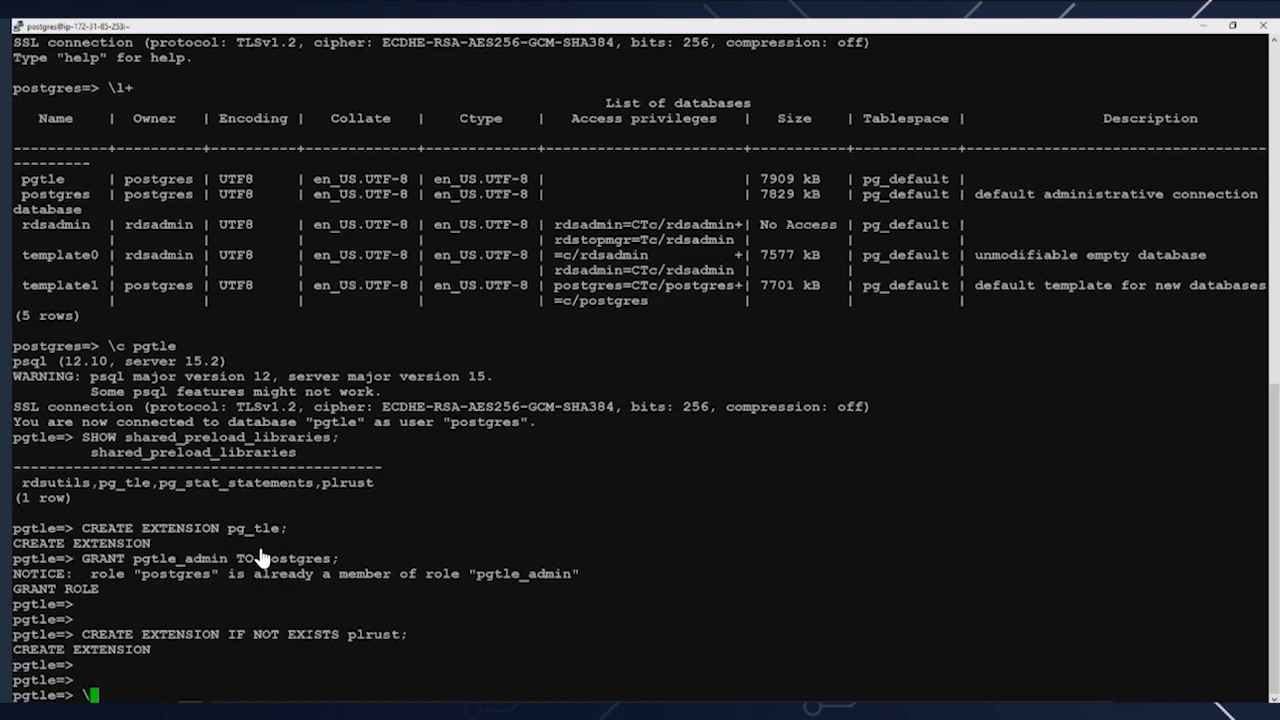 postgres@ip-172-31-85-253:~
SSL connection (protocol: TLSv1.2, cipher: ECDHE-RSA-AES256-GCM-SHA384, bits: 256, compression: off)
Type "help" for help.
postgres=> \l+
List of databases
Name | Owner | Encoding | Collate | Ctype | Access privileges | Size | Tablespace | Description
-----------+----------+----------+-------------+-------------+-----------------------+-----------+------------+-----------------------------------
---------
pgtle | postgres | UTF8 | en_US.UTF-8 | en_US.UTF-8 | | 7909 kB | pg_default |
postgres | postgres | UTF8 | en_US.UTF-8 | en_US.UTF-8 | | 7829 kB | pg_default | default administrative connection
database
rdsadmin | rdsadmin | UTF8 | en_US.UTF-8 | en_US.UTF-8 | rdsadmin=CTc/rdsadmin+| No Access | pg_default |
| | | | | rdstopmgr=Tc/rdsadmin | | |
template0 | rdsadmin | UTF8 | en_US.UTF-8 | en_US.UTF-8 | =c/rdsadmin +| 7577 kB | pg_default | unmodifiable empty database
| | | | | rdsadmin=CTc/rdsadmin | | |
template1 | postgres | UTF8 | en_US.UTF-8 | en_US.UTF-8 | postgres=CTc/postgres+| 7701 kB | pg_default | default template for new databases
| | | | | =c/postgres | | |
(5 rows)
postgres=> \c pgtle
psql (12.10, server 15.2)
WARNING: psql major version 12, server major version 15.
Some psql features might not work.
SSL connection (protocol: TLSv1.2, cipher: ECDHE-RSA-AES256-GCM-SHA384, bits: 256, compression: off)
You are now connected to database "pgtle" as user "postgres".
pgtle=> SHOW shared_preload_libraries;
shared_preload_libraries
-------------------------------------------
rdsutils,pg_tle,pg_stat_statements,plrust
(1 row)
pgtle=> CREATE EXTENSION pg_tle;
CREATE EXTENSION
pgtle=> GRANT pgtle_admin TO postgres;
NOTICE: role "postgres" is already a member of role "pgtle_admin"
GRANT ROLE
pgtle=>
pgtle=>
pgtle=> CREATE EXTENSION IF NOT EXISTS plrust;
CREATE EXTENSION
pgtle=>
pgtle=>
pgtle=> \